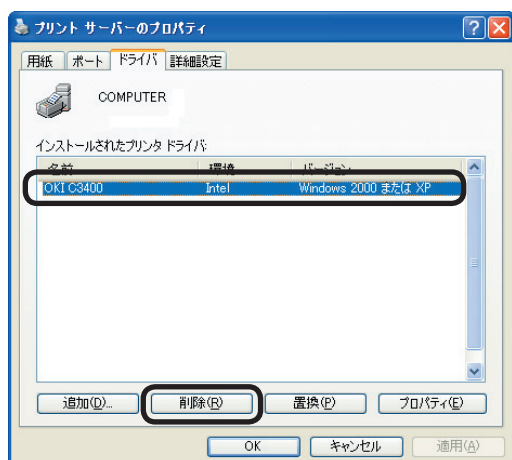 プリント サーバーのプロパティ
用紙 ポート ドライバ 詳細設定
COMPUTER
インストールされたプリンタ ドライバ:
名前 環境 バージョン
OKI C3400 Intel Windows 2000 または XP
追加(D)... 削除(R) 置換(P) プロパティ(E)
OK キャンセル 適用(A)